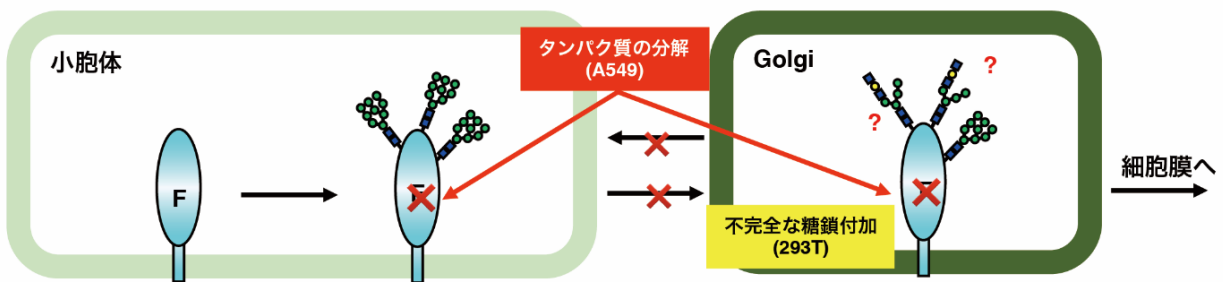 小胞体
タンパク質の分解
(A549)
Golgi
?
?
F
細胞膜へ
不完全な糖鎖付加
(293T)